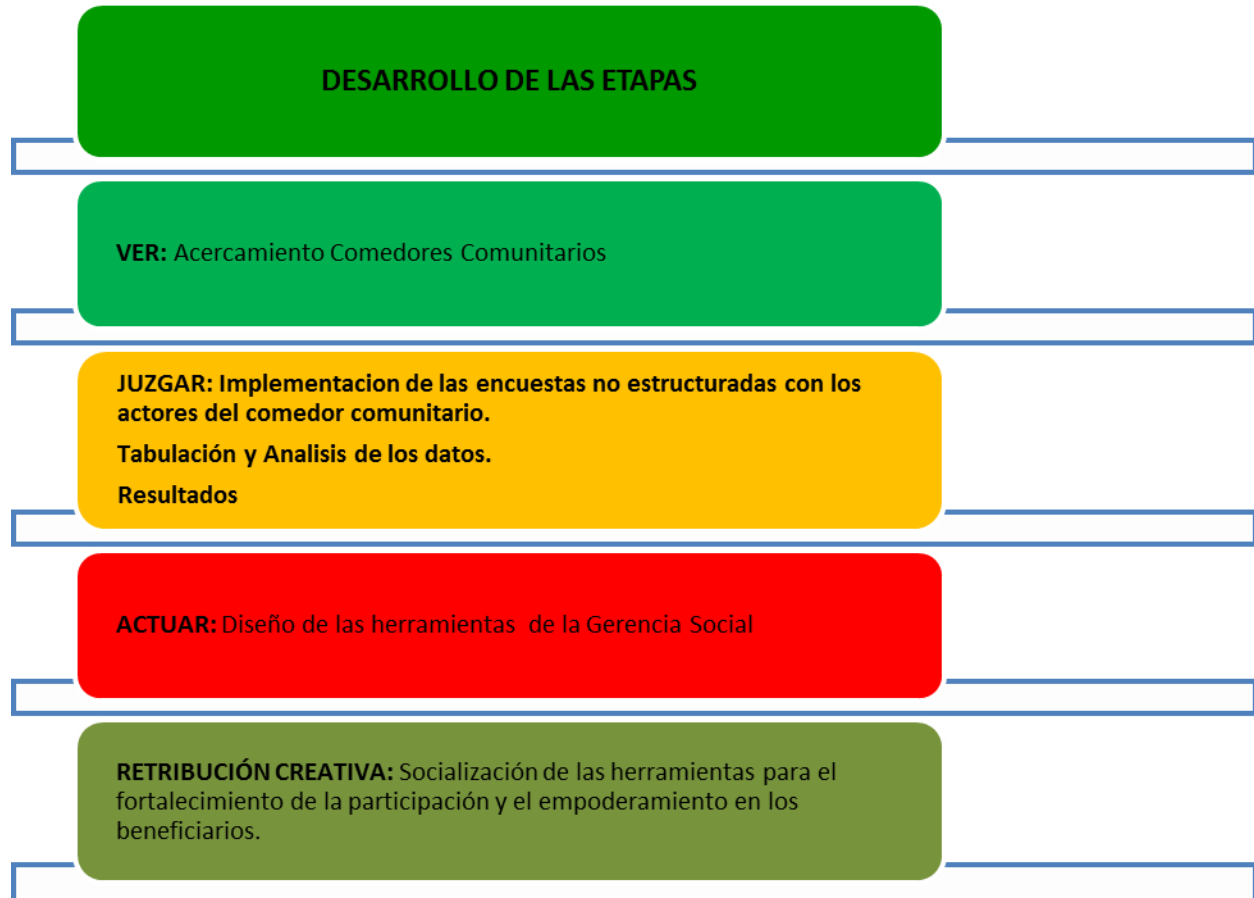 DESARROLLO DE LAS ETAPAS
VER: Acercamiento Comedores Comunitarios
JUZGAR: Implementacion de las encuestas no estructuradas con los
actores del comedor comunitario.
Tabulación y Analisis de los datos.
Resultados
ACTUAR: Diseño de las herramientas de la Gerencia Social
RETRIBUCIÓN CREATIVA: Socialización de las herramientas para el
fortalecimiento de la participación y el empoderamiento en los
beneficiarios.